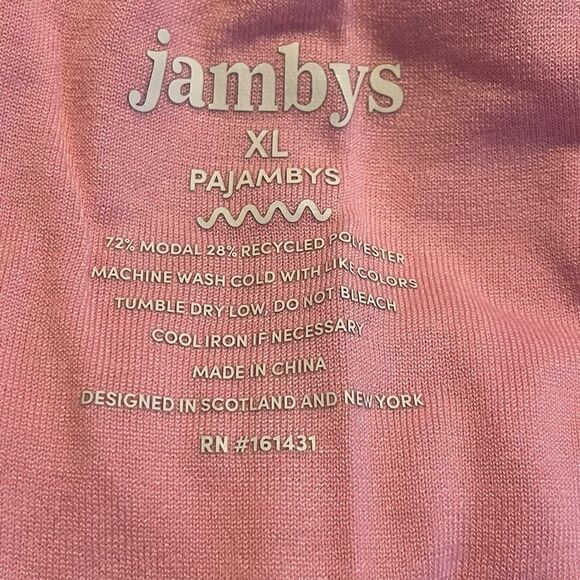 jambys
XL
PAJAMBYS
72% MODAL 28% RECYCLED POLYESTER
MACHINE WASH COLD WITH LIKE COLORS
TUMBLE DRY LOW, DO NOT BLEACH
COOL IRON IF NECESSARY
MADE IN CHINA
DESIGNED IN SCOTLAND AND NEW YORK
RN #161431